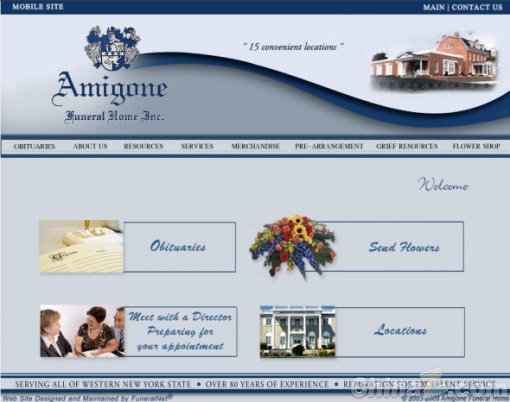 MOBILE SITE
MAIN | CONTACT US
" 15 convenient locations "
Amigone
Funeral Home Inc.
OBITUARIES ABOUT US RESOURCES SERVICES MERCHANDISE PRE-ARRANGEMENT GRIEF RESOURCES FLOWER SHOP
Welcome
Obituaries
Send Flowers
Meet with a Director
Preparing for
your appointment
Locations
SERVING ALL OF WESTERN NEW YORK STATE • OVER 80 YEARS OF EXPERIENCE • REPUTATION FOR EXCELLENT SERVICE
Web Site Designed and Maintained by FuneralNet®
© 2003-2009 Amigone Funeral Home